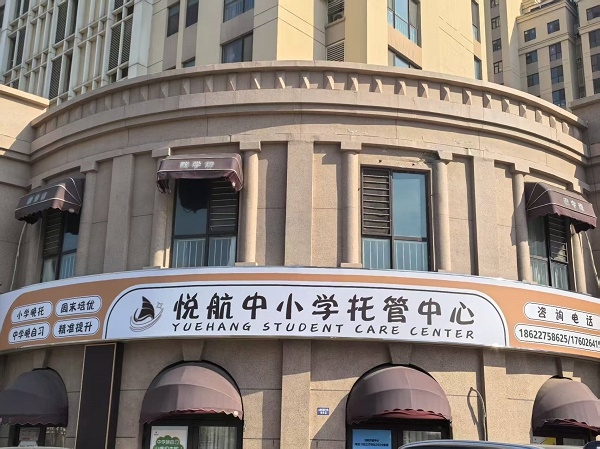 小学晚托
周末培优
中学晚自习
精准提升
悦航中小学托管中心
YUEHANG STUDENT CARE CENTER
咨询电话
18622758625/1760264